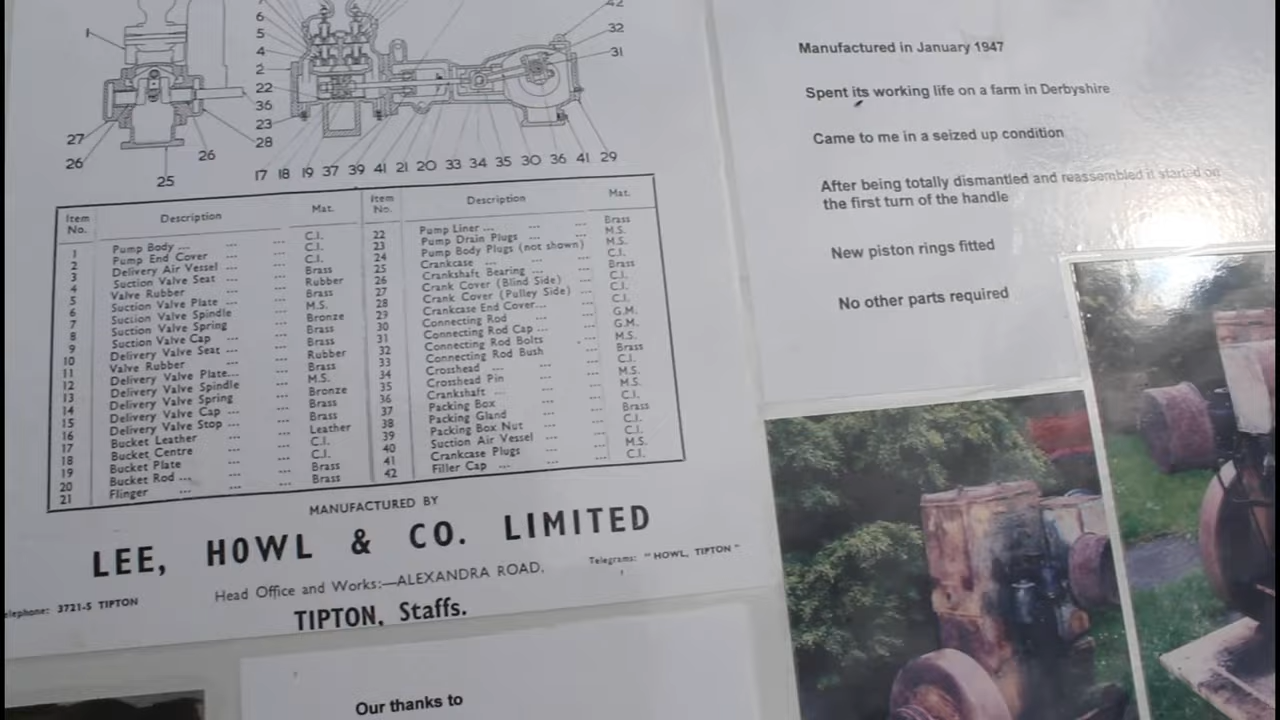 42
1
6
5
4
2
22
23
32
31
36
28
27
26
26
25
17 18 19 37 39 41 21 20 33 34 35 30 36 41 29
Item No. Description Mat. Item No. Description Mat.
1 Pump Body ... ... ... C.I. 22 Pump Liner ... ... ... Brass
2 Pump End Cover ... ... C.I. 23 Pump Drain Plugs ... ... M.S.
3 Delivery Air Vessel ... ... C.I. 24 Pump Body Plugs (not shown) M.S.
4 Suction Valve Seat ... ... Brass 25 Crankcase ... ... ... C.I.
5 Valve Rubber ... ... Rubber 26 Crankshaft Bearing ... ... Brass
6 Suction Valve Plate ... ... Brass 27 Crank Cover (Blind Side) ... C.I.
7 Suction Valve Spindle ... ... M.S. 28 Crank Cover (Pulley Side) ... C.I.
8 Suction Valve Spring ... ... Bronze 29 Crankcase End Cover... ... C.I.
9 Suction Valve Cap ... ... Brass 30 Connecting Rod ... ... G.M.
10 Delivery Valve Seat ... ... Brass 31 Connecting Rod Cap ... ... G.M.
11 Valve Rubber ... ... Rubber 32 Connecting Rod Bolts ... M.S.
12 Delivery Valve Plate... ... Brass 33 Connecting Rod Bush ... Brass
13 Delivery Valve Spindle ... M.S. 34 Crosshead ... ... ... C.I.
14 Delivery Valve Spring ... Bronze 35 Crosshead Pin ... ... M.S.
15 Delivery Valve Cap ... ... Brass 36 Crankshaft ... ... ... M.S.
16 Delivery Valve Stop ... ... Brass 37 Packing Box ... ... C.I.
17 Bucket Leather ... ... Leather 38 Packing Gland ... ... Brass
18 Bucket Centre ... ... C.I. 39 Packing Box Nut ... ... C.I.
19 Bucket Plate ... ... C.I. 40 Suction Air Vessel ... ... C.I.
20 Bucket Rod ... ... ... Brass 41 Crankcase Plugs ... ... M.S.
21 Flinger ... ... ... Brass 42 Filler Cap ... ... ... C.I.
MANUFACTURED BY
LEE, HOWL & CO. LIMITED
Head Office and Works:—ALEXANDRA ROAD,
Telegrams: "HOWL, TIPTON"
elephone: 3721-5 TIPTON
TIPTON, Staffs.
Our thanks to
Manufactured in January 1947
Spent its working life on a farm in Derbyshire
Came to me in a seized up condition
After being totally dismantled and reassembled it started on
the first turn of the handle
New piston rings fitted
No other parts required